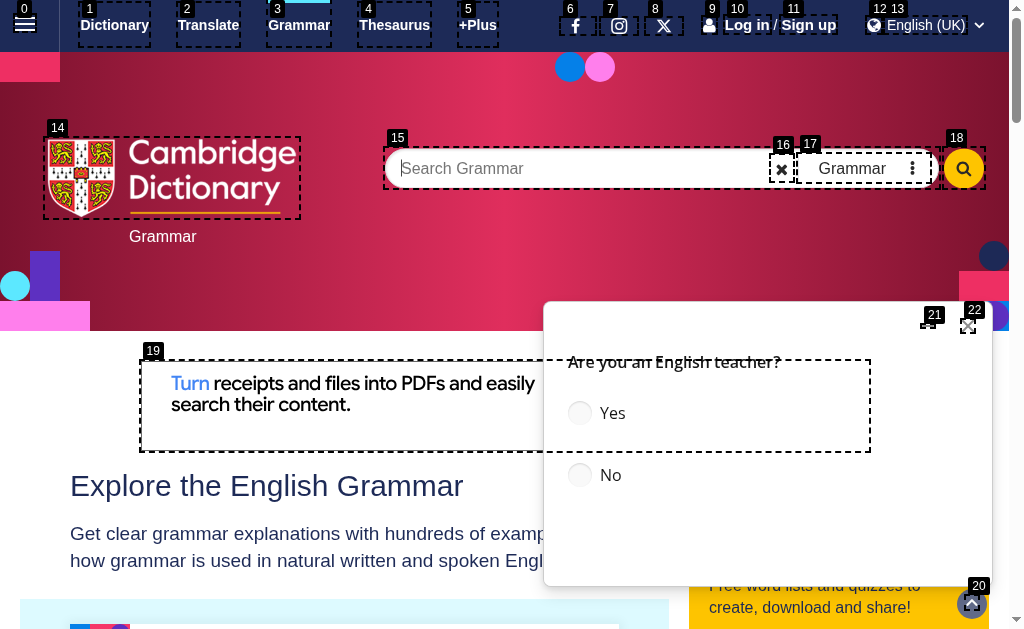 0 1 2 3 4 5 6 7 8 9 10 11 12 13
Dictionary Translate Grammar Thesaurus +Plus Log in / Sign up English (UK)
14 15 16 17 18
Cambridge
Dictionary
Grammar
Search Grammar Grammar
19 20 21 22
Turn receipts and files into PDFs and easily
search their content.
Are you an English teacher?
Yes
No
Explore the English Grammar
Get clear grammar explanations with hundreds of
how grammar is used in natural written and spoken
Free word lists and quizzes to
create, download and share!